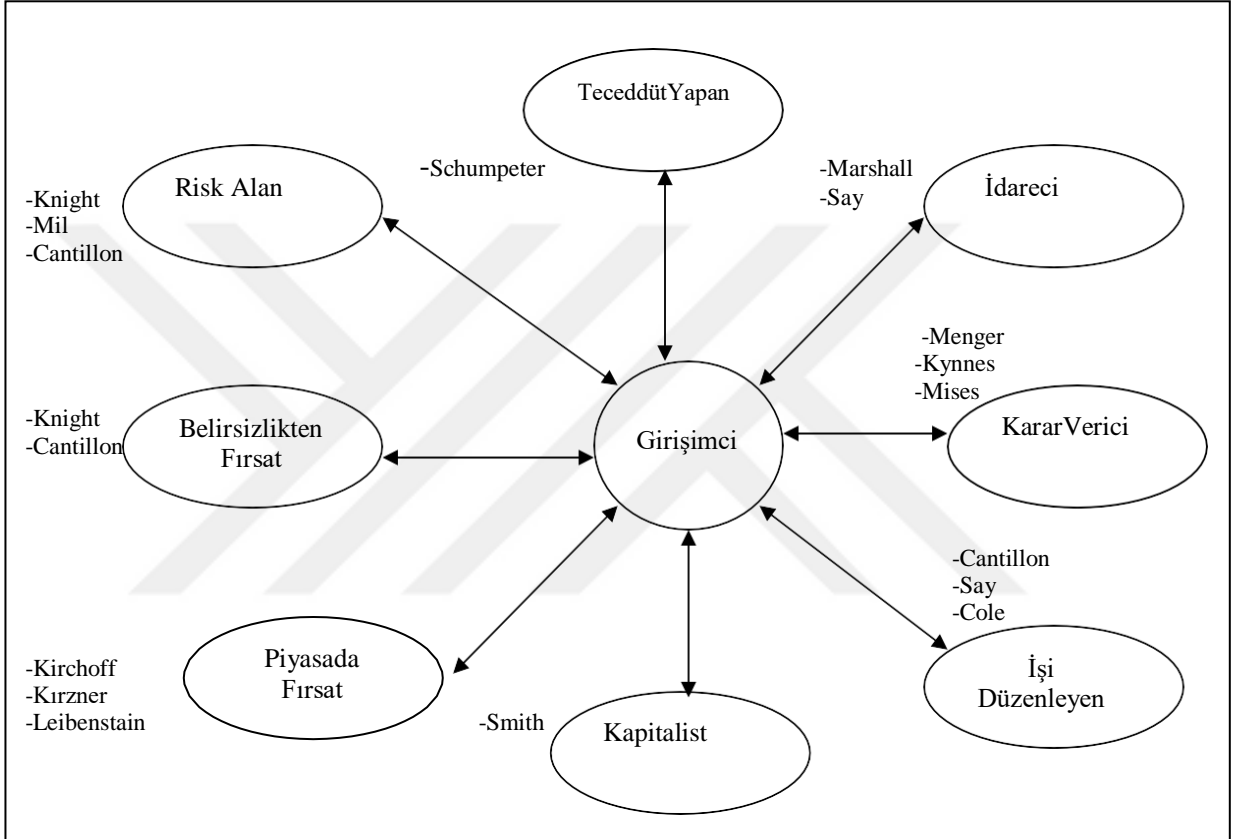 TeceddütYapan
-Schumpeter
Risk Alan
-Knight
-Mil
-Cantillon
-Marshall
-Say
İdareci
-Menger
-Kynnes
-Mises
-Knight
-Cantillon
Belirsizlikten
Fırsat
Girişimci
KararVerici
-Cantillon
-Say
-Cole
-Kirchoff
-Kırzner
-Leibenstain
Piyasada
Fırsat
-Smith
Kapitalist
İşi
Düzenleyen